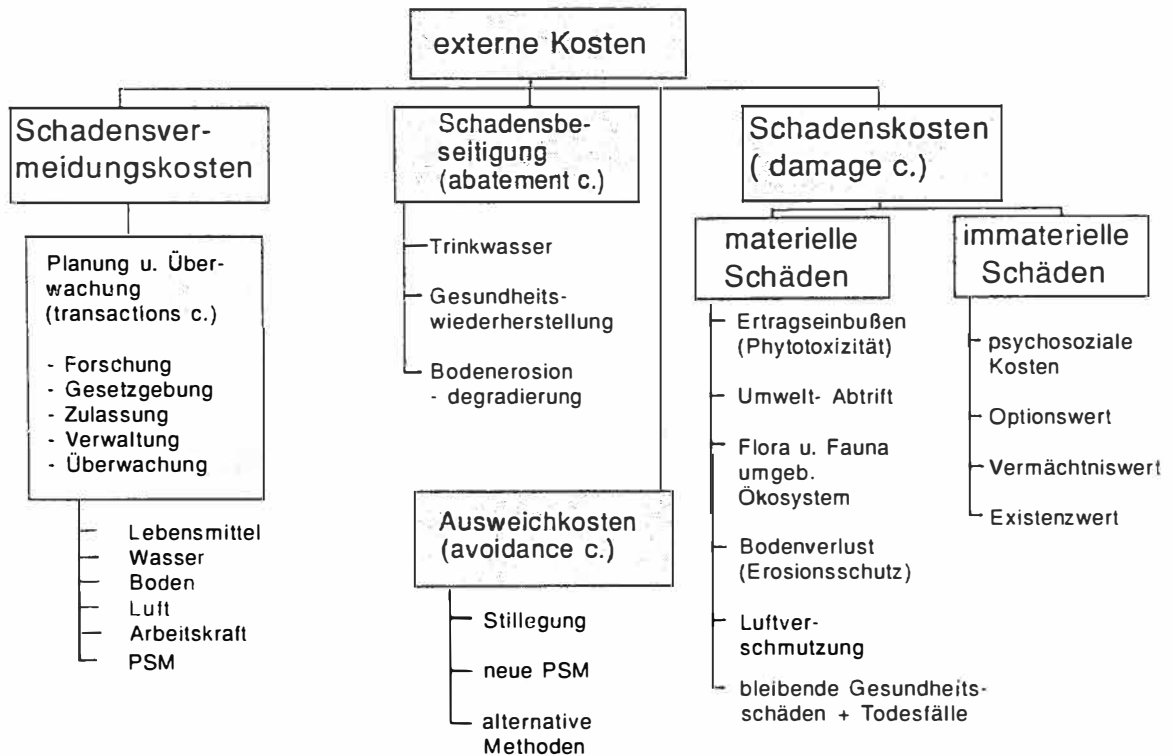 externe Kosten
Schadensver-
meidungskosten
Planung u. Über-
wachung
(transactions c.)
- Forschung
- Gesetzgebung
- Zulassung
- Verwaltung
- Überwachung
Lebensmittel
Wasser
Boden
Luft
Arbeitskraft
PSM
Schadensbe-
seitigung
(abatement c.)
Trinkwasser
Gesundheits-
wiederherstellung
Bodenerosion
- degradierung
Ausweichkosten
(avoidance c.)
Stillegung
neue PSM
alternative
Methoden
Schadenskosten
( damage c.)
materielle
Schäden
Ertragseinbußen
(Phytotoxizität)
Umwelt- Abtrift
Flora u. Fauna
umgeb.
Ökosystem
Bodenverlust
(Erosionsschutz)
Luftver-
schmutzung
bleibende Gesundheits-
schäden + Todesfälle
immaterielle
Schäden
psychosoziale
Kosten
Optionswert
Vermächtniswert
Existenzwert